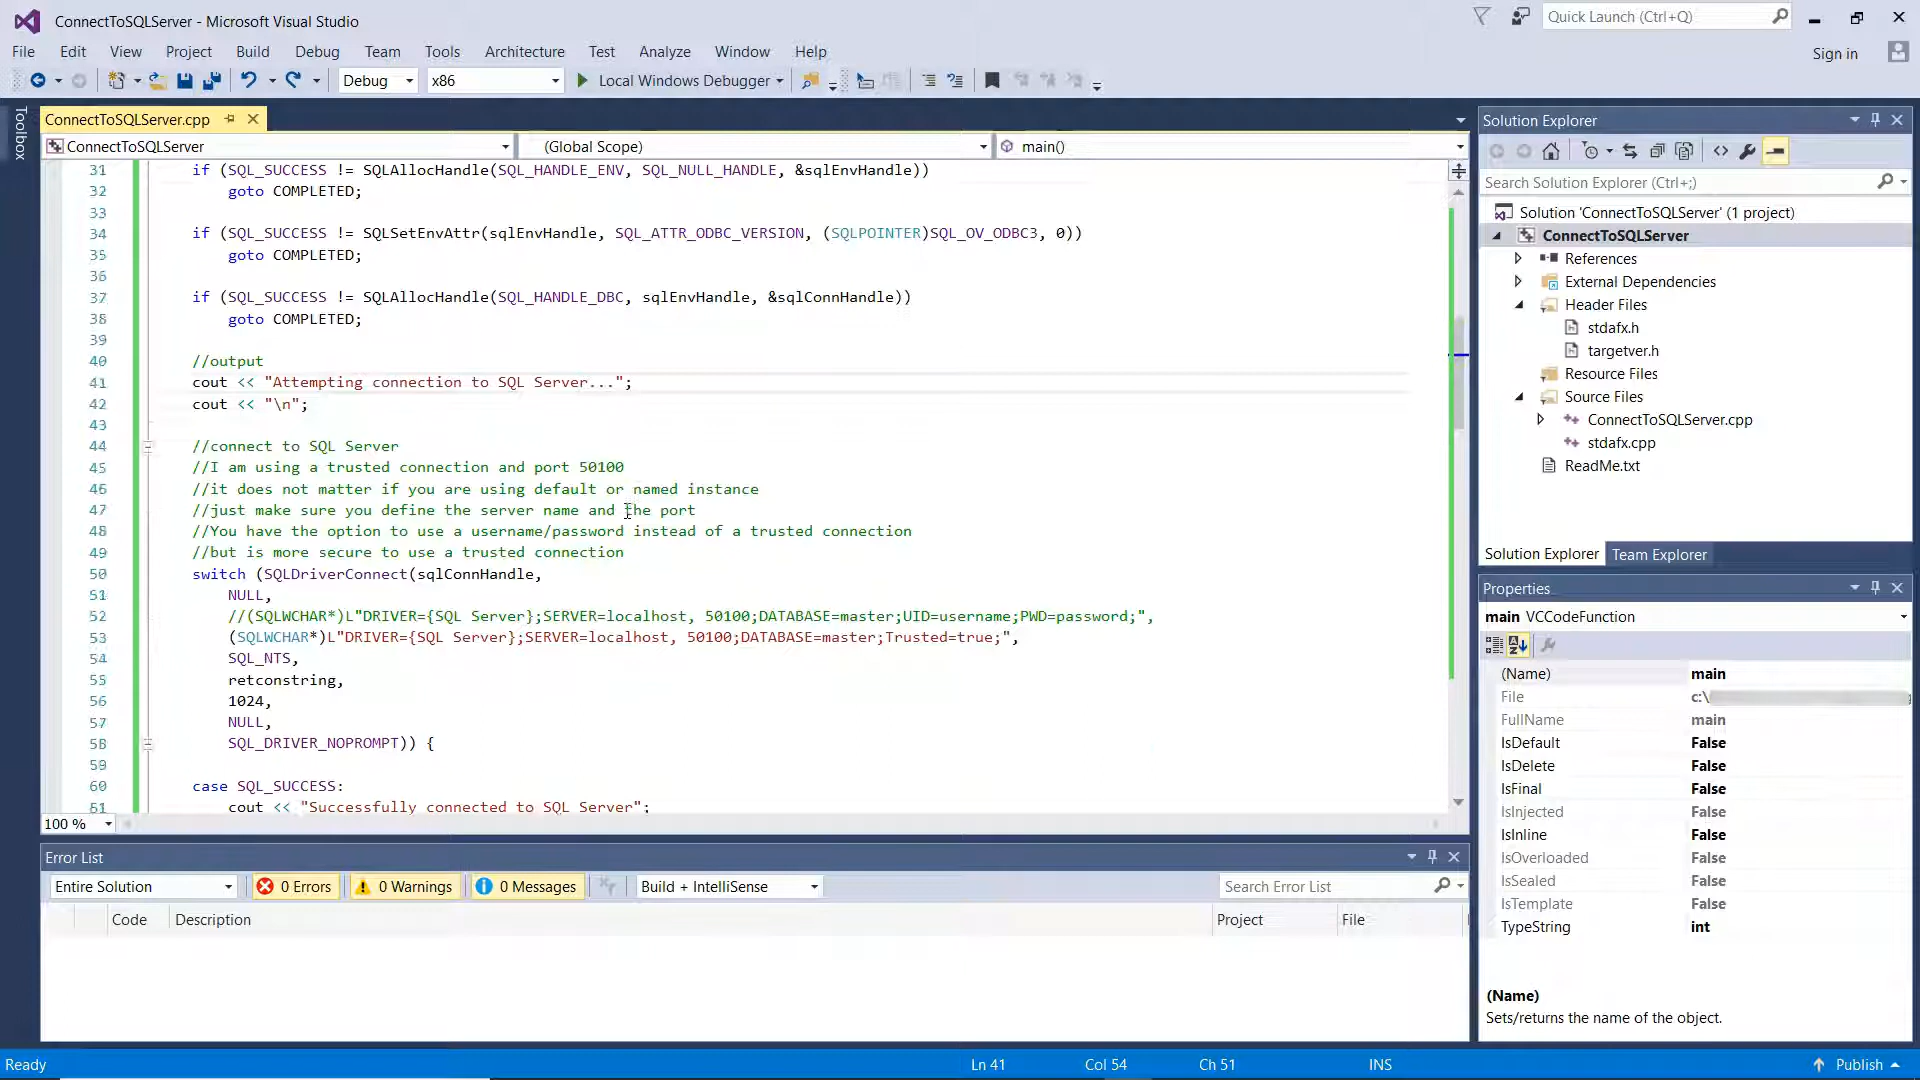 ConnectToSQLServer - Microsoft Visual Studio
Quick Launch (Ctrl+Q)
File Edit View Project Build Debug Team Tools Architecture Test Analyze Window Help
Sign in
Debug x86 Local Windows Debugger
Toolbox
ConnectToSQLServer.cpp
ConnectToSQLServer (Global Scope) main()
31 if (SQL_SUCCESS != SQLAllocHandle(SQL_HANDLE_ENV, SQL_NULL_HANDLE, &sqlEnvHandle))
32 goto COMPLETED;
33
34 if (SQL_SUCCESS != SQLSetEnvAttr(sqlEnvHandle, SQL_ATTR_ODBC_VERSION, (SQLPOINTER)SQL_OV_ODBC3, 0))
35 goto COMPLETED;
36
37 if (SQL_SUCCESS != SQLAllocHandle(SQL_HANDLE_DBC, sqlEnvHandle, &sqlConnHandle))
38 goto COMPLETED;
39
40 //output
41 cout << "Attempting connection to SQL Server...";
42 cout << "\n";
43
44 //connect to SQL Server
45 //I am using a trusted connection and port 50100
46 //it does not matter if you are using default or named instance
47 //just make sure you define the server name and the port
48 //You have the option to use a username/password instead of a trusted connection
49 //but is more secure to use a trusted connection
50 switch (SQLDriverConnect(sqlConnHandle,
51 NULL,
52 //(SQLWCHAR*)L"DRIVER={SQL Server};SERVER=localhost, 50100;DATABASE=master;UID=username;PWD=password;",
53 (SQLWCHAR*)L"DRIVER={SQL Server};SERVER=localhost, 50100;DATABASE=master;Trusted=true;",
54 SQL_NTS,
55 retconstring,
56 1024,
57 NULL,
58 SQL_DRIVER_NOPROMPT)) {
59
60 case SQL_SUCCESS:
61 cout << "Successfully connected to SQL Server";
100 %
Error List
Entire Solution 0 Errors 0 Warnings 0 Messages Build + IntelliSense Search Error List
Code Description Project File
Solution Explorer
Search Solution Explorer (Ctrl+;)
Solution 'ConnectToSQLServer' (1 project)
ConnectToSQLServer
References
External Dependencies
Header Files
stdafx.h
targetver.h
Resource Files
Source Files
ConnectToSQLServer.cpp
stdafx.cpp
ReadMe.txt
Solution Explorer Team Explorer
Properties
main VCCodeFunction
(Name) main
File c:\
FullName main
IsDefault False
IsDelete False
IsFinal False
IsInjected False
IsInline False
IsOverloaded False
IsSealed False
IsTemplate False
TypeString int
(Name)
Sets/returns the name of the object.
Ready Ln 41 Col 54 Ch 51 INS Publish